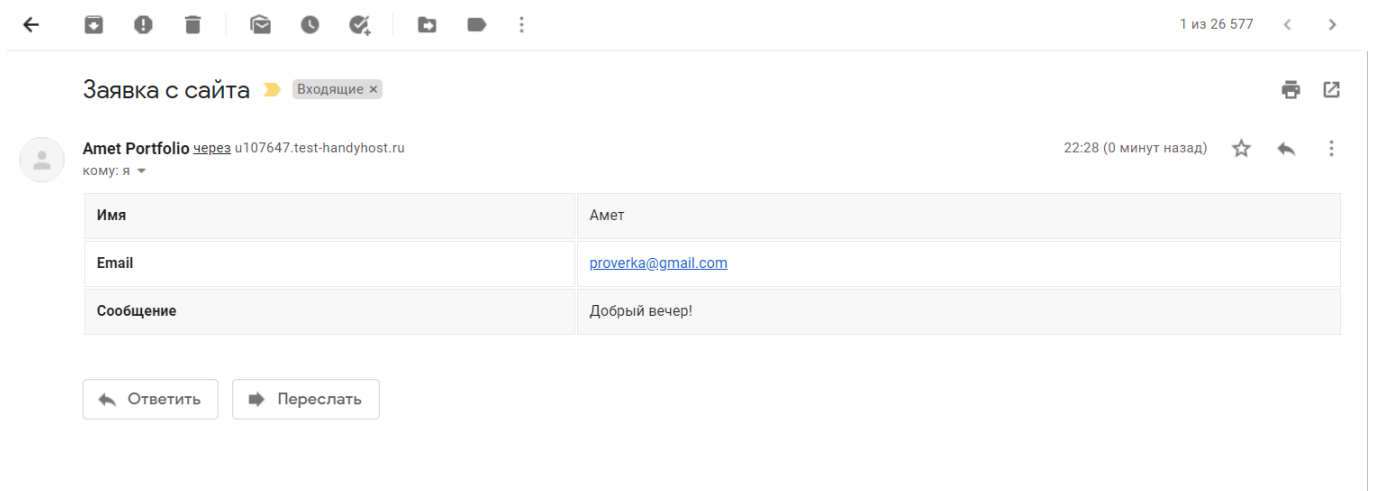 1 из 26 577
Заявка с сайта Входящие ×
Amet Portfolio через u107647.test-handyhost.ru 22:28 (0 минут назад)
кому: я
Имя Амет
Email proverka@gmail.com
Сообщение Добрый вечер!
Ответить Переслать